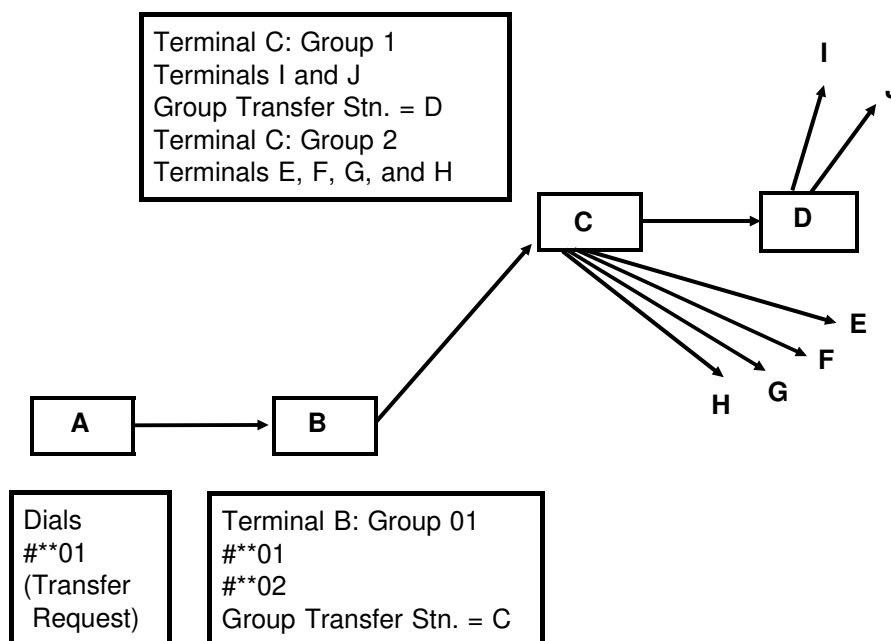 Terminal C: Group 1
Terminals I and J
Group Transfer Stn. = D
Terminal C: Group 2
Terminals E, F, G, and H
I
J
C
D
E
F
G
H
A
B
Dials
#**01
(Transfer
Request)
Terminal B: Group 01
#**01
#**02
Group Transfer Stn. = C